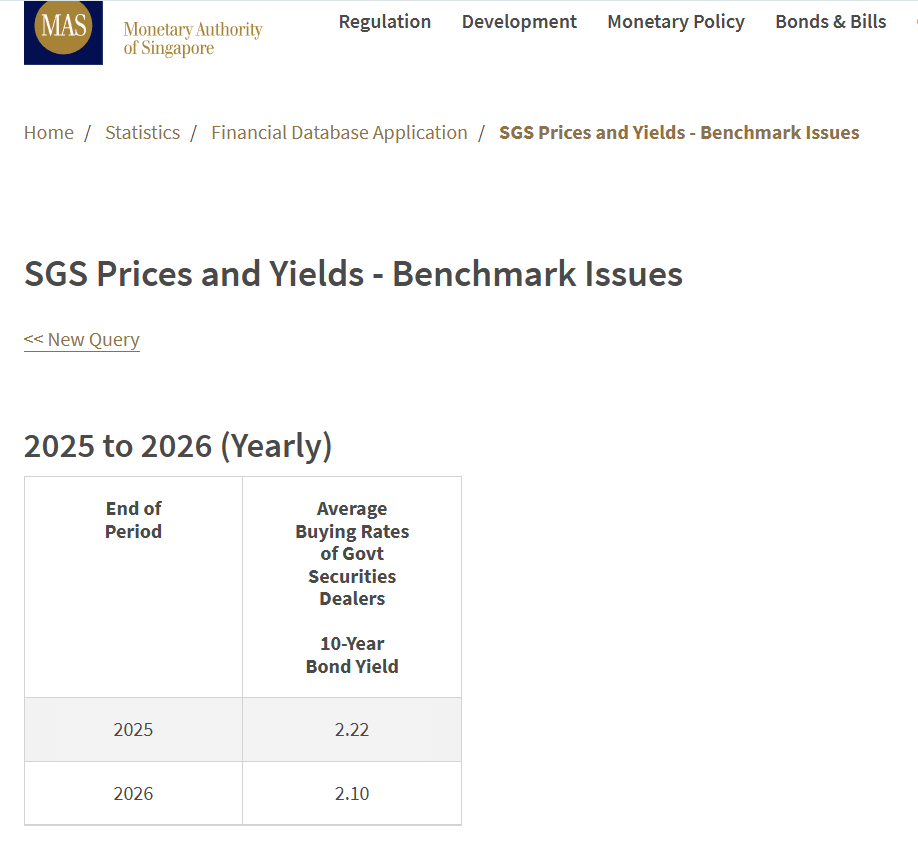 MAS
Monetary Authority
of Singapore
Regulation Development Monetary Policy Bonds & Bills
Home / Statistics / Financial Database Application / SGS Prices and Yields - Benchmark Issues
SGS Prices and Yields - Benchmark Issues
<< New Query
2025 to 2026 (Yearly)
End of
Period
Average
Buying Rates
of Govt
Securities
Dealers
10-Year
Bond Yield
2025 2.22
2026 2.10